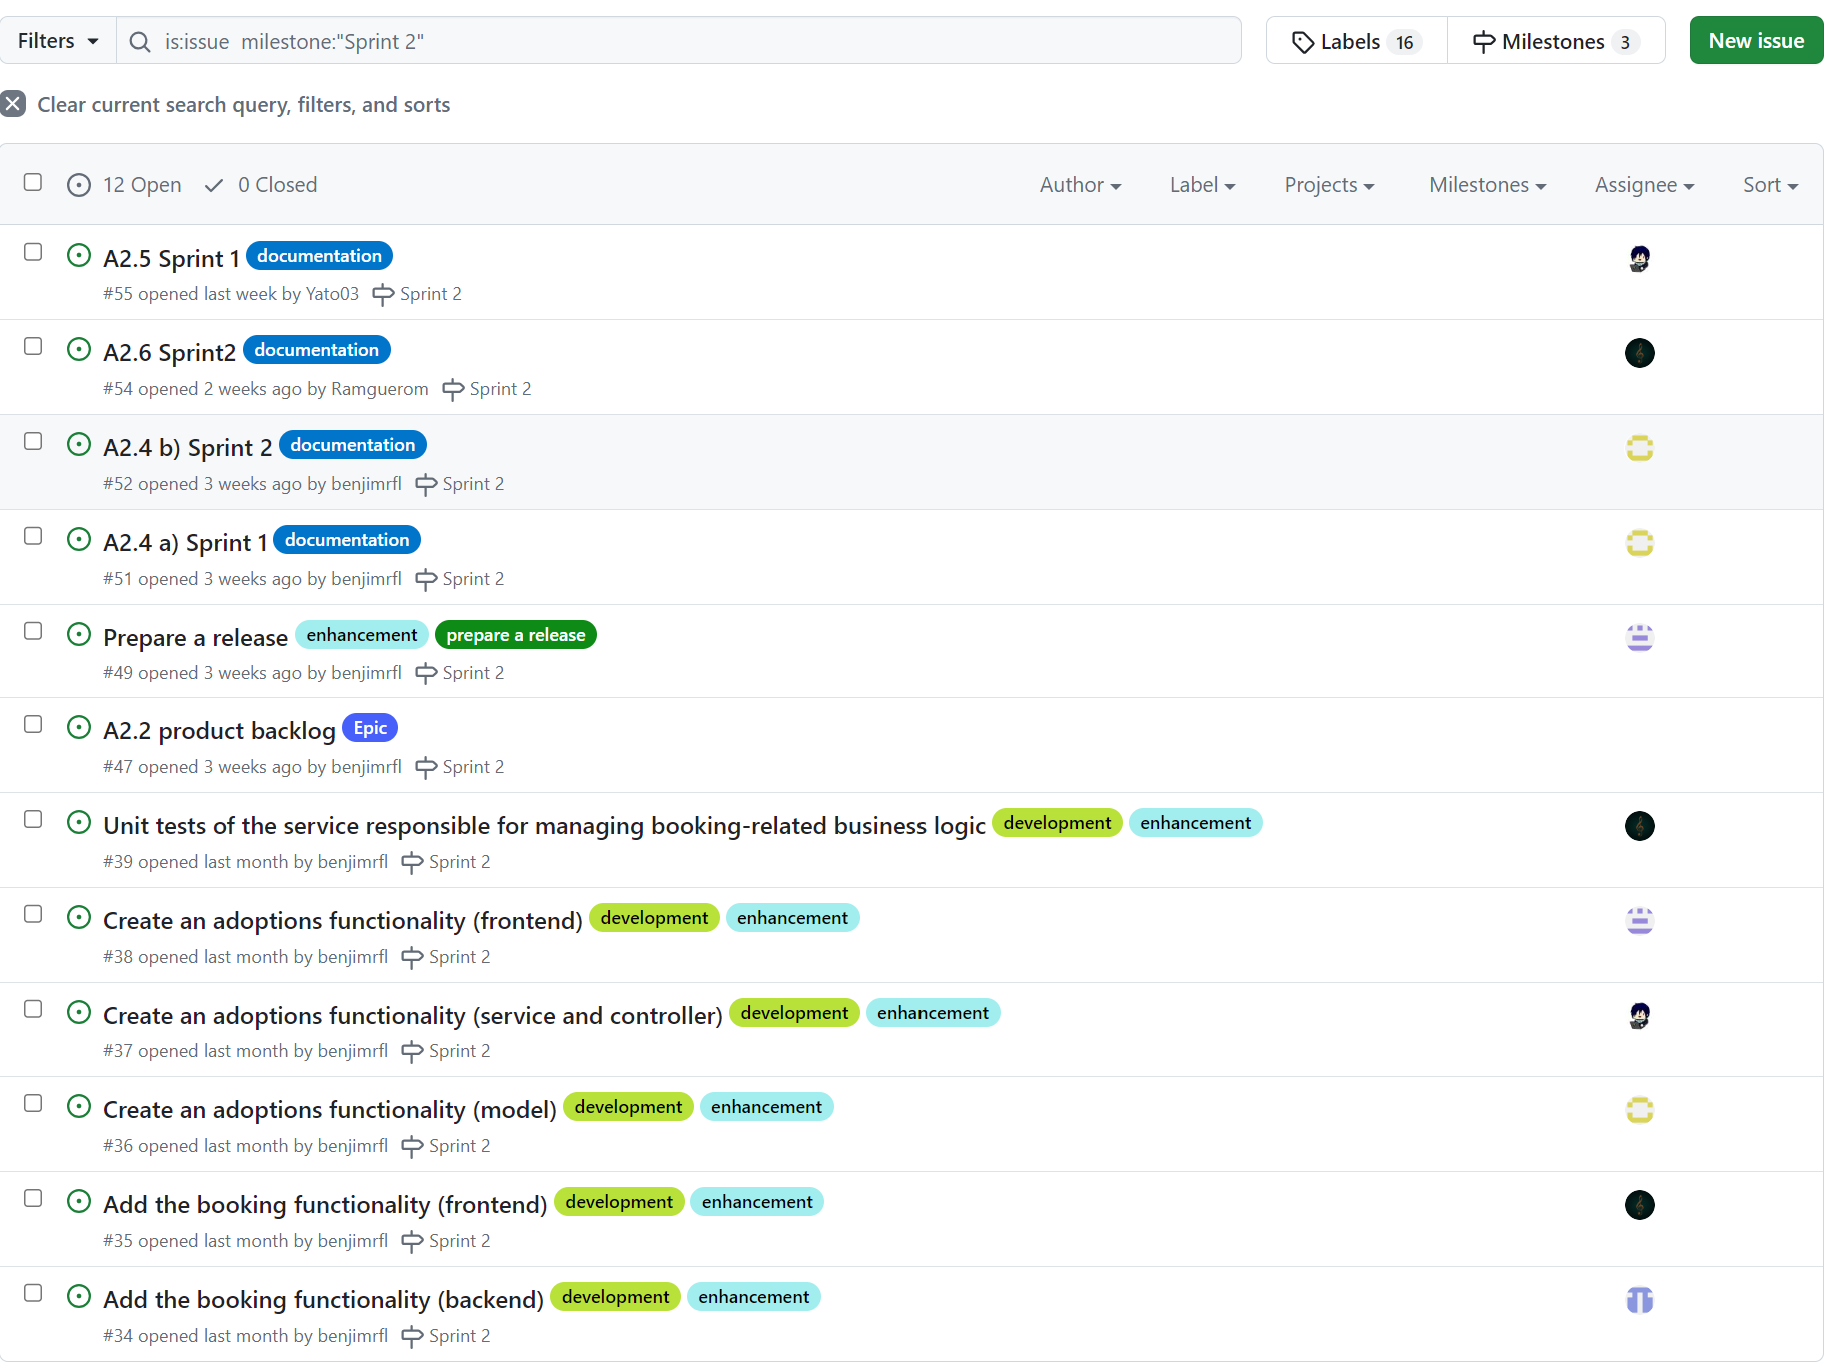 Filters is:issue milestone:"Sprint 2" Labels 16 Milestones 3 New issue
Clear current search query, filters, and sorts
12 Open 0 Closed Author Label Projects Milestones Assignee Sort
A2.5 Sprint 1 documentation
#55 opened last week by Yato03 Sprint 2
A2.6 Sprint2 documentation
#54 opened 2 weeks ago by Ramguerom Sprint 2
A2.4 b) Sprint 2 documentation
#52 opened 3 weeks ago by benjimrfl Sprint 2
A2.4 a) Sprint 1 documentation
#51 opened 3 weeks ago by benjimrfl Sprint 2
Prepare a release enhancement prepare a release
#49 opened 3 weeks ago by benjimrfl Sprint 2
A2.2 product backlog Epic
#47 opened 3 weeks ago by benjimrfl Sprint 2
Unit tests of the service responsible for managing booking-related business logic development enhancement
#39 opened last month by benjimrfl Sprint 2
Create an adoptions functionality (frontend) development enhancement
#38 opened last month by benjimrfl Sprint 2
Create an adoptions functionality (service and controller) development enhancement
#37 opened last month by benjimrfl Sprint 2
Create an adoptions functionality (model) development enhancement
#36 opened last month by benjimrfl Sprint 2
Add the booking functionality (frontend) development enhancement
#35 opened last month by benjimrfl Sprint 2
Add the booking functionality (backend) development enhancement
#34 opened last month by benjimrfl Sprint 2